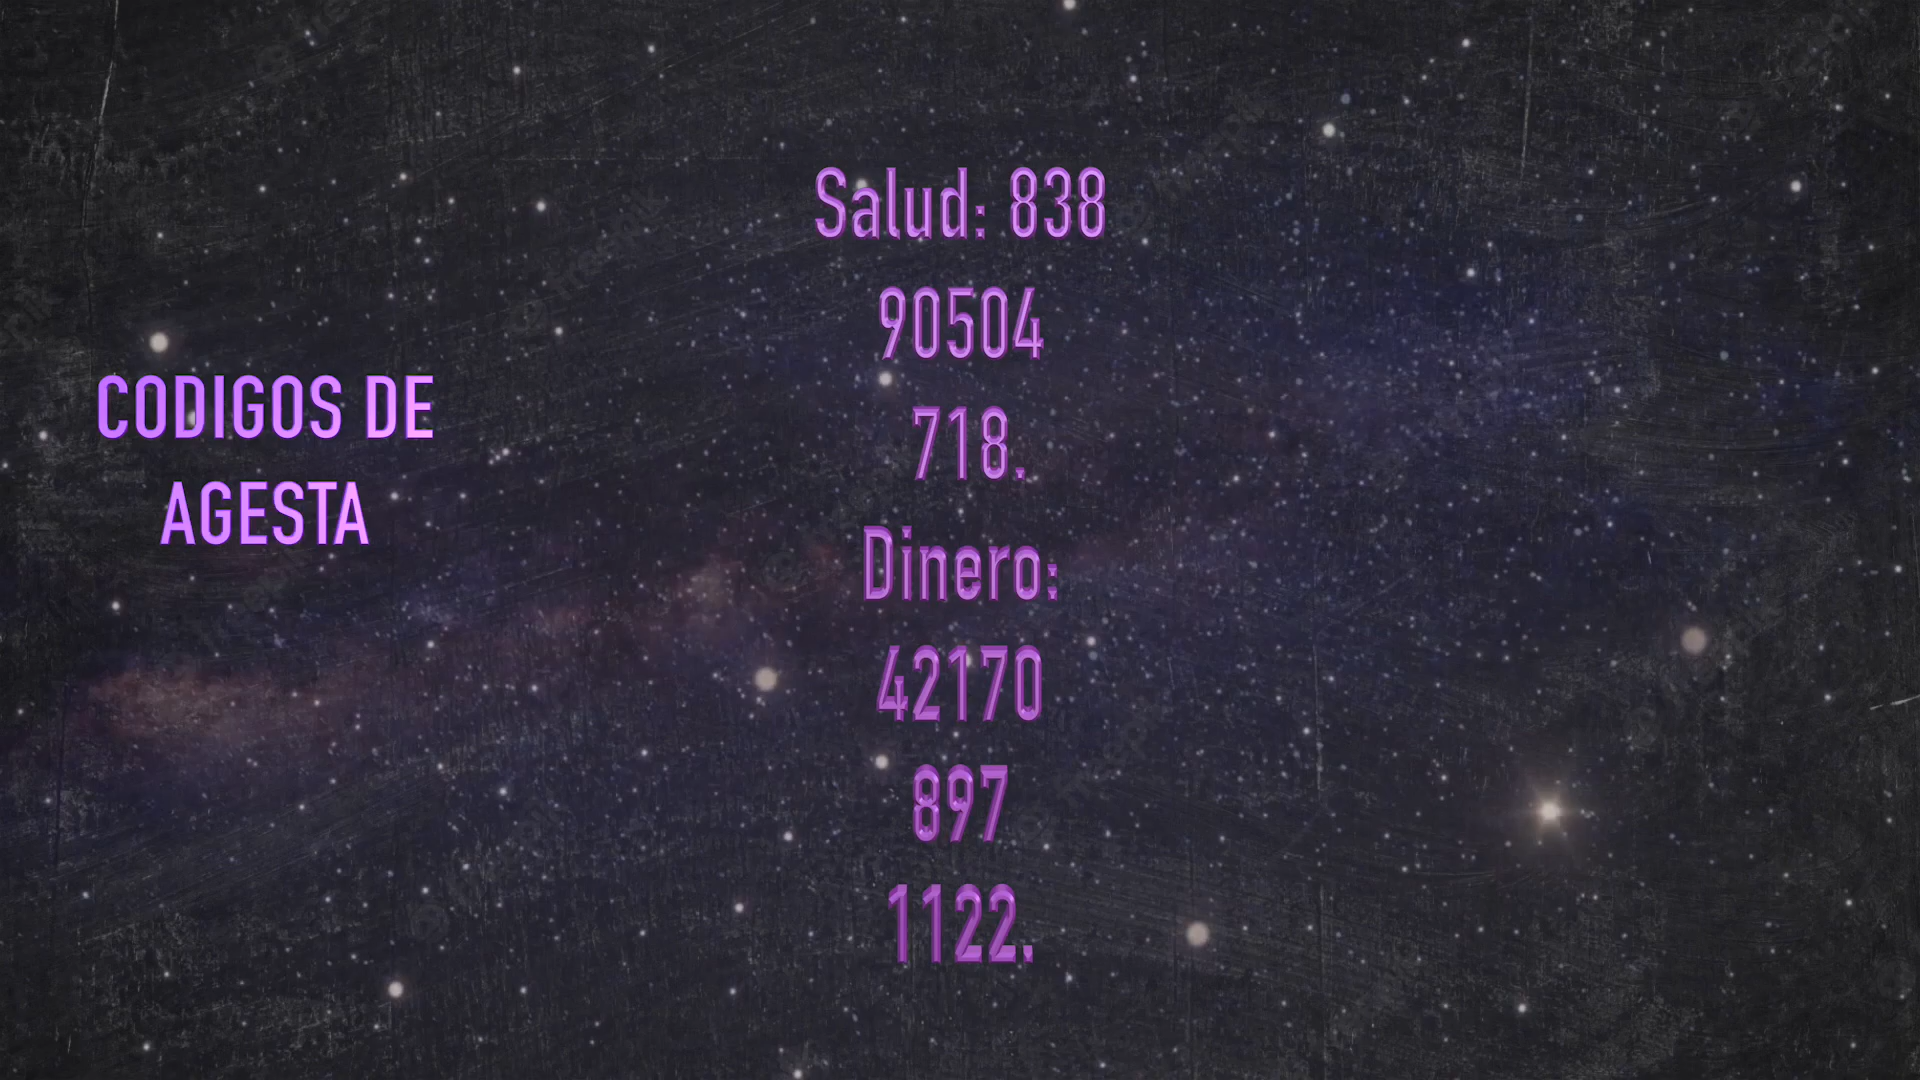 CODIGOS DE
AGESTA
Salud: 838
90504
718.
Dinero:
42170
897
1122.